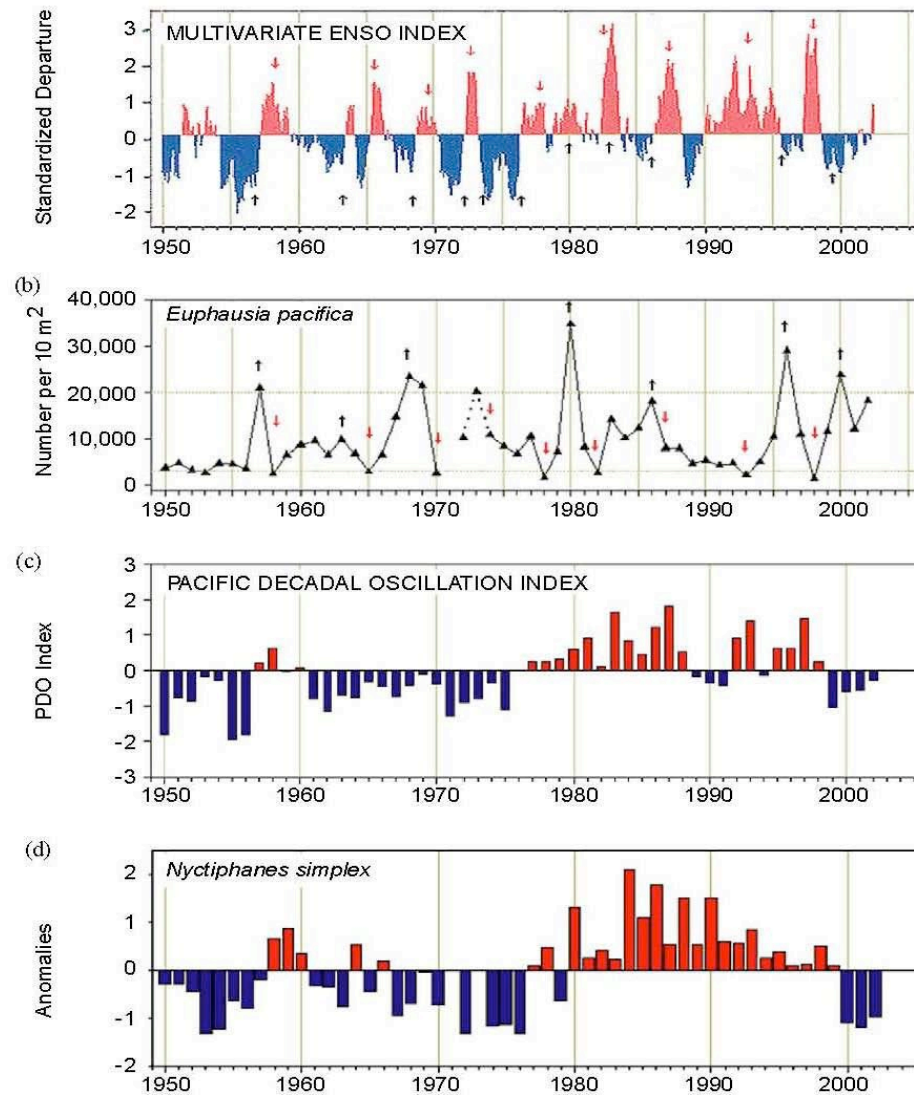 MULTIVARIATE ENSO INDEX
Standardized Departure
3
2
1
0
-1
-2
1950 1960 1970 1980 1990 2000
(b)
Euphausia pacifica
Number per 10 m²
40,000
30,000
20,000
10,000
0
1950 1960 1970 1980 1990 2000
(c)
PACIFIC DECADAL OSCILLATION INDEX
PDO Index
3
2
1
0
-1
-2
-3
1950 1960 1970 1980 1990 2000
(d)
Nyctiphanes simplex
Anomalies
2
1
0
-1
-2
1950 1960 1970 1980 1990 2000